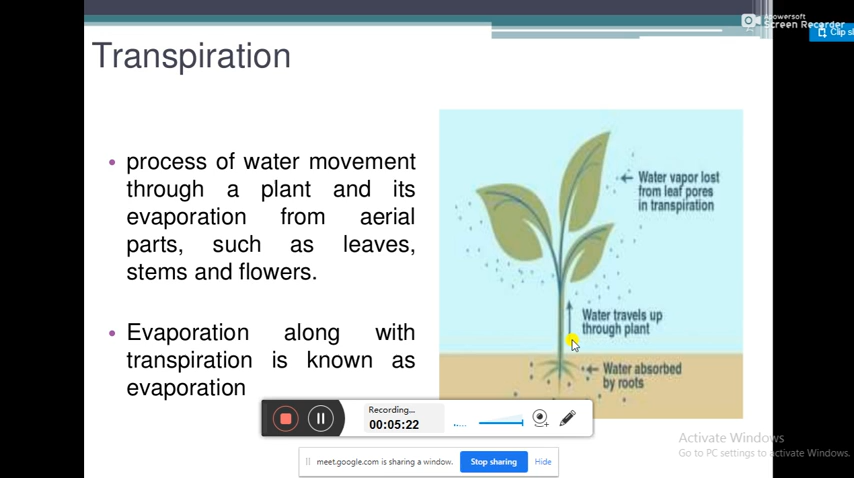 Screen Recorder
Transpiration
• process of water movement
through a plant and its
evaporation from aerial
parts, such as leaves,
stems and flowers.
• Evaporation along with
transpiration is known as
evaporation
Water vapor lost
from leaf pores
in transpiration
Water travels up
through plant
Water absorbed
by roots
Recording...
00:05:22
meet.google.com is sharing a window.
Stop sharing
Hide
Activate Windows
Go to PC settings to activate Windows.